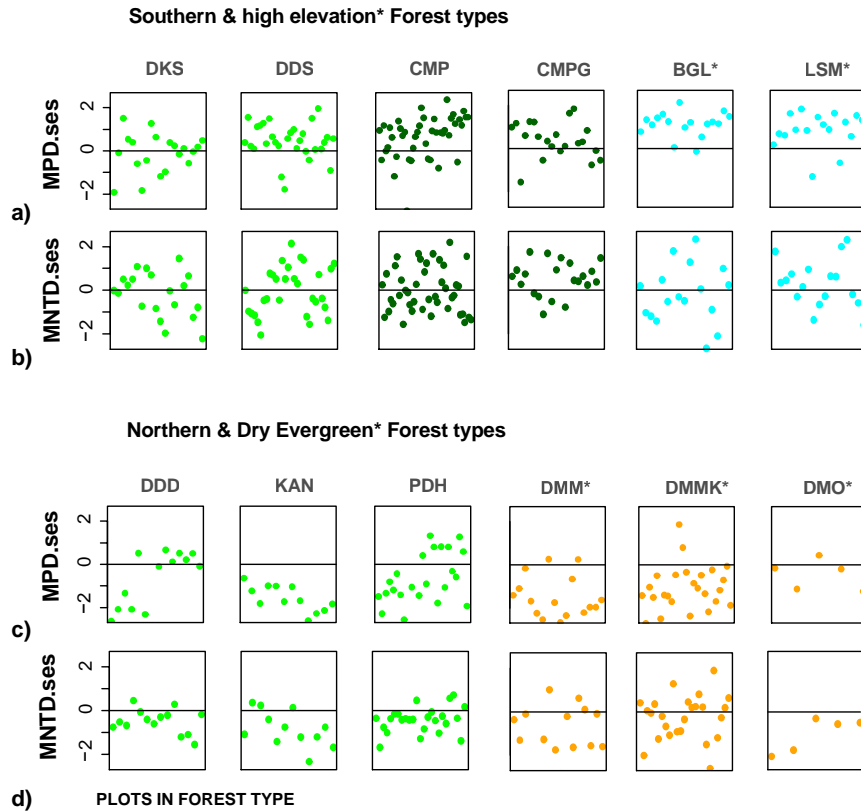 Southern & high elevation* Forest types
DKS DDS CMP CMPG BGL* LSM*
MPD.ses
2
0
−2
a)
MNTD.ses
2
0
−2
b)
Northern & Dry Evergreen* Forest types
DDD KAN PDH DMM* DMMK* DMO*
MPD.ses
2
0
−2
c)
MNTD.ses
2
0
−2
d) PLOTS IN FOREST TYPE